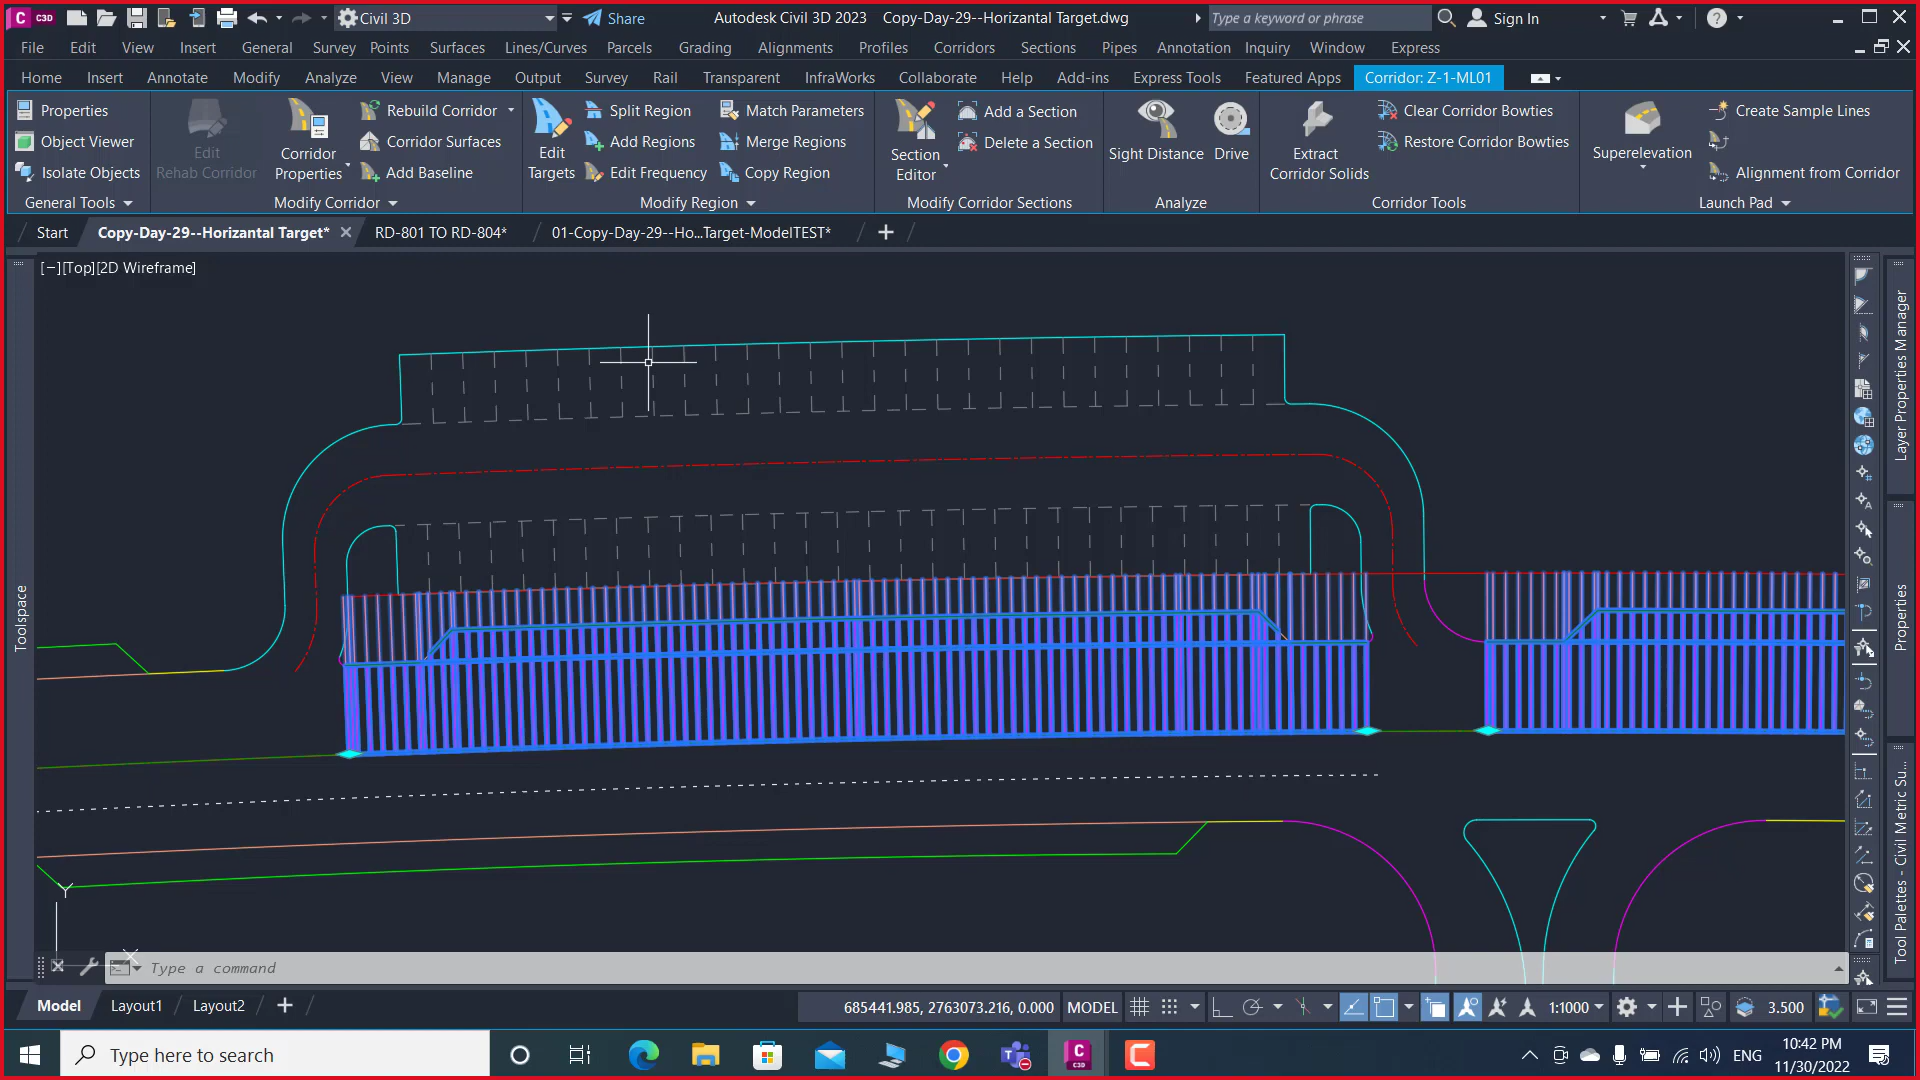 C C3D Civil 3D Share Autodesk Civil 3D 2023 Copy-Day-29--Horizantal Target.dwg Type a keyword or phrase Sign In
File Edit View Insert General Survey Points Surfaces Lines/Curves Parcels Grading Alignments Profiles Corridors Sections Pipes Annotation Inquiry Window Express
Home Insert Annotate Modify Analyze View Manage Output Survey Rail Transparent InfraWorks Collaborate Help Add-ins Express Tools Featured Apps Corridor: Z-1-ML01
Properties
Object Viewer
Isolate Objects
General Tools
Edit
Rehab Corridor
Corridor
Properties
Rebuild Corridor
Corridor Surfaces
Add Baseline
Modify Corridor
Edit
Targets
Split Region
Add Regions
Edit Frequency
Match Parameters
Merge Regions
Copy Region
Modify Region
Section
Editor
Add a Section
Delete a Section
Modify Corridor Sections
Sight Distance
Drive
Analyze
Extract
Corridor Solids
Clear Corridor Bowties
Restore Corridor Bowties
Corridor Tools
Superelevation
Create Sample Lines
Alignment from Corridor
Launch Pad
Start Copy-Day-29--Horizantal Target* RD-801 TO RD-804* 01-Copy-Day-29--Ho...Target-ModelTEST*
[−][Top][2D Wireframe]
Toolspace
Layer Properties Manager
Properties
Tool Palettes - Civil Metric Su...
Y
X
Type a command
Model Layout1 Layout2
685441.985, 2763073.216, 0.000 MODEL 1:1000 3.500
Type here to search
C C3D
ENG
10:42 PM
11/30/2022